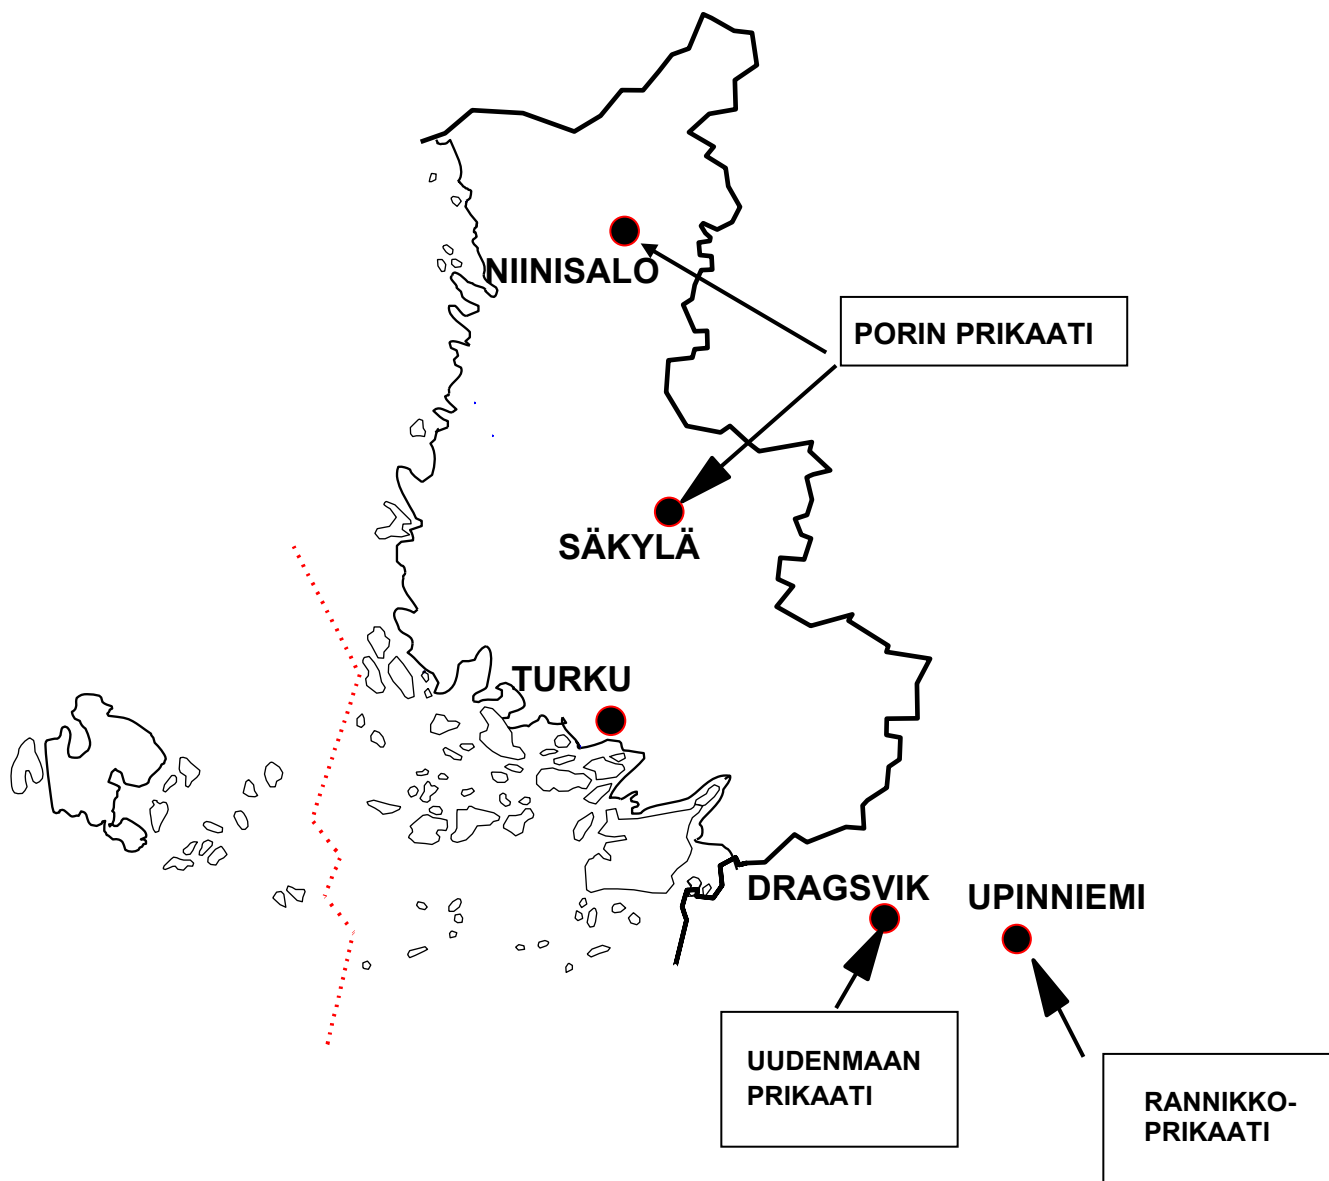 NIINISALO
PORIN PRIKAATI
SÄKYLÄ
TURKU
DRAGSVIK
UPINNIEMI
UUDENMAAN
PRIKAATI
RANNIKKO-
PRIKAATI